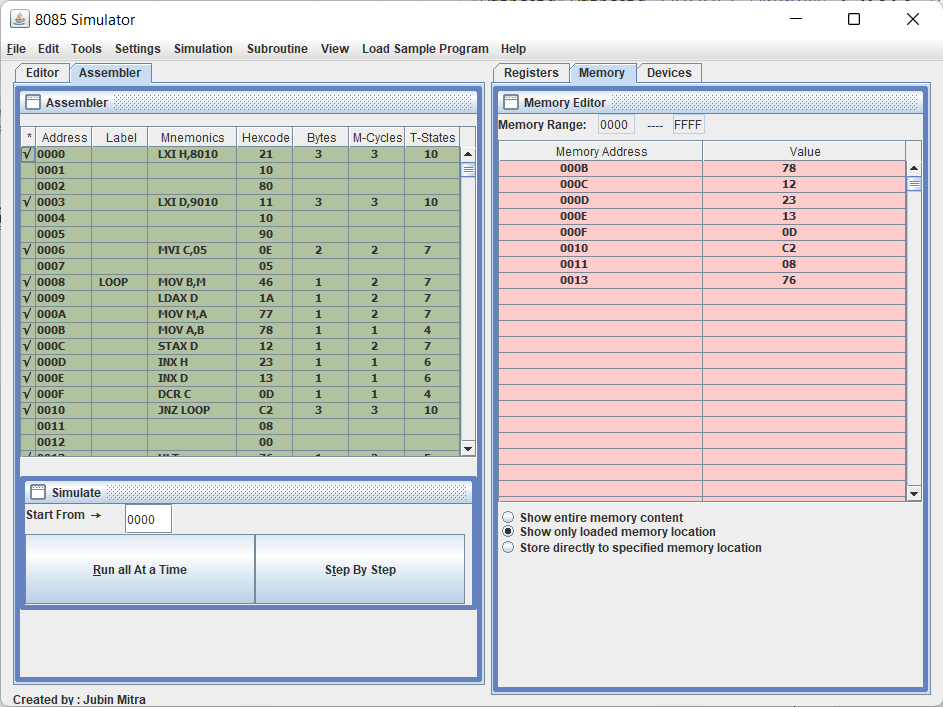 8085 Simulator
File Edit Tools Settings Simulation Subroutine View Load Sample Program Help
Editor Assembler
Assembler
* Address Label Mnemonics Hexcode Bytes M-Cycles T-States
√ 0000 LXI H,8010 21 3 3 10
0001 10
0002 80
√ 0003 LXI D,9010 11 3 3 10
0004 10
0005 90
√ 0006 MVI C,05 0E 2 2 7
0007 05
√ 0008 LOOP MOV B,M 46 1 2 7
√ 0009 LDAX D 1A 1 2 7
√ 000A MOV M,A 77 1 2 7
√ 000B MOV A,B 78 1 1 4
√ 000C STAX D 12 1 2 7
√ 000D INX H 23 1 1 6
√ 000E INX D 13 1 1 6
√ 000F DCR C 0D 1 1 4
√ 0010 JNZ LOOP C2 3 3 10
0011 08
0012 00
Simulate
Start From → 0000
Run all At a Time Step By Step
Created by : Jubin Mitra
Registers Memory Devices
Memory Editor
Memory Range: 0000 ---- FFFF
Memory Address Value
000B 78
000C 12
000D 23
000E 13
000F 0D
0010 C2
0011 08
0013 76
Show entire memory content
Show only loaded memory location
Store directly to specified memory location